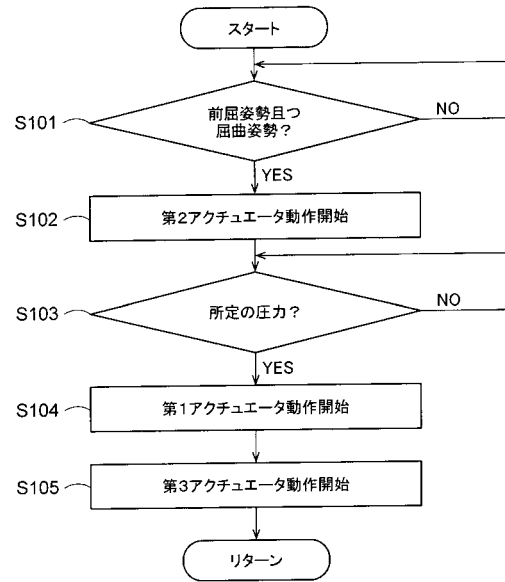 スタート
S101
前屈姿勢且つ
屈曲姿勢？
NO
YES
S102
第2アクチュエータ動作開始
S103
所定の圧力？
NO
YES
S104
第1アクチュエータ動作開始
S105
第3アクチュエータ動作開始
リターン